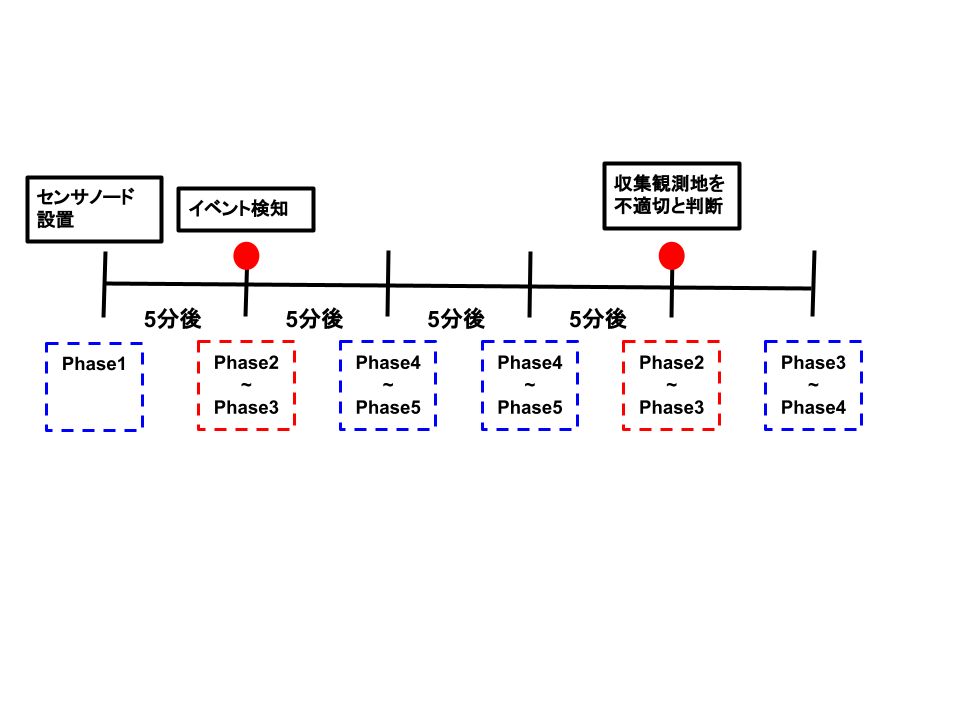 センサノード
設置
イベント検知
収集観測地を
不適切と判断
5分後
5分後
5分後
5分後
Phase1
Phase2
~
Phase3
Phase4
~
Phase5
Phase4
~
Phase5
Phase2
~
Phase3
Phase3
~
Phase4